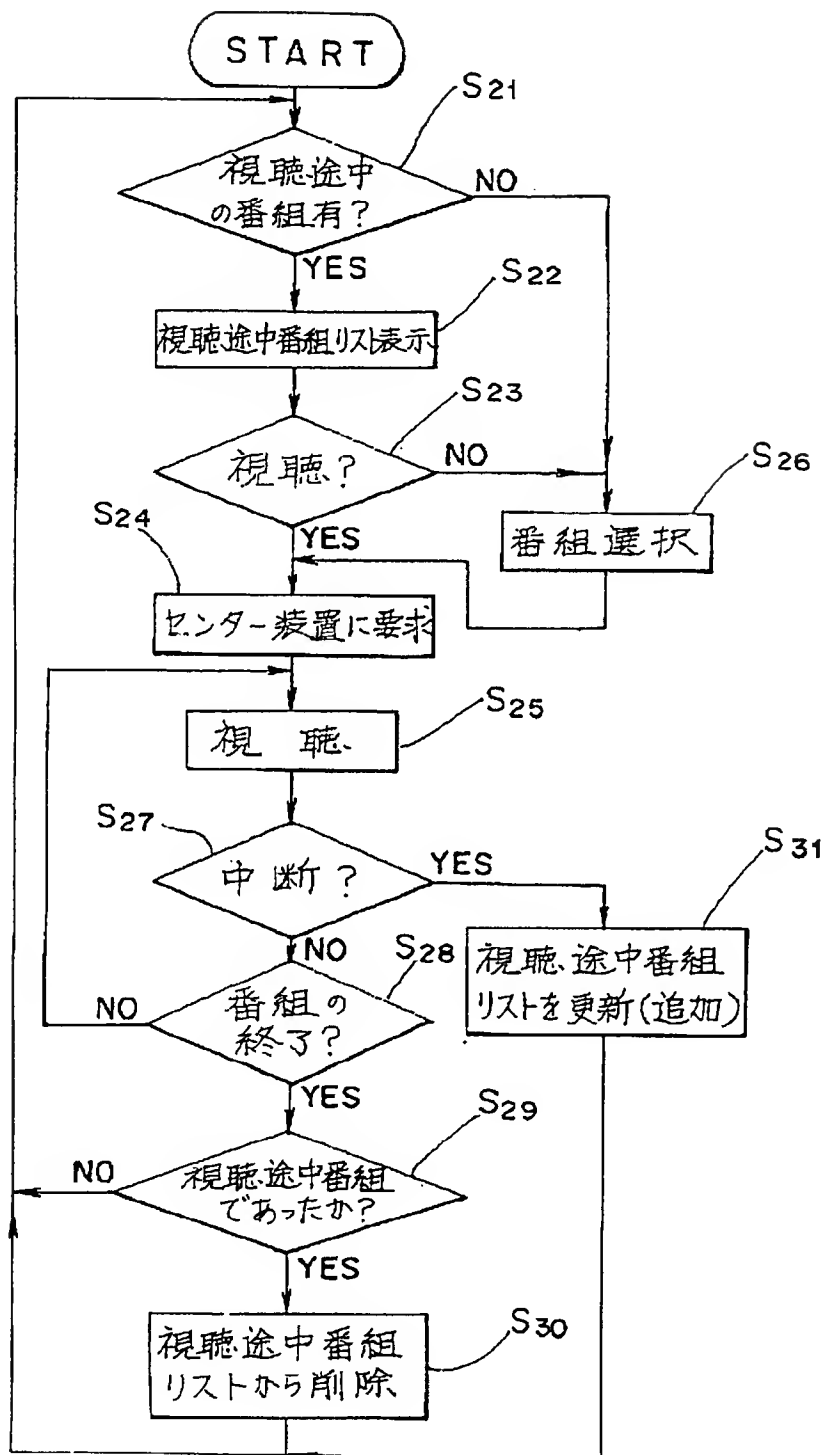 START
S21
視聴途中
の番組有?
NO
YES
S22
視聴途中番組リスト表示
S23
視聴?
NO
S26
番組選択
S24
YES
センター装置に要求
S25
視 聴
S27
中断?
YES
S31
視聴途中番組
リストを更新(追加)
NO
S28
番組の
終了?
NO
YES
S29
視聴途中番組
であったか?
NO
YES
S30
視聴途中番組
リストから削除